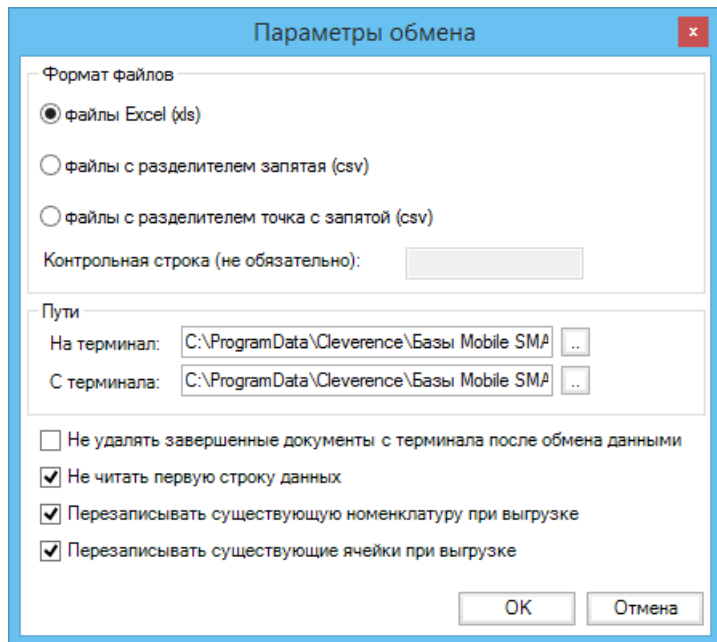 Параметры обмена
x
Формат файлов
файлы Excel (xls)
файлы с разделителем запятая (csv)
файлы с разделителем точка с запятой (csv)
Контрольная строка (не обязательно):
Пути
На терминал: C:\ProgramData\Cleverence\Базы Mobile SMA ..
С терминала: C:\ProgramData\Cleverence\Базы Mobile SMA ..
Не удалять завершенные документы с терминала после обмена данными
Не читать первую строку данных
Перезаписывать существующую номенклатуру при выгрузке
Перезаписывать существующие ячейки при выгрузке
OK Отмена